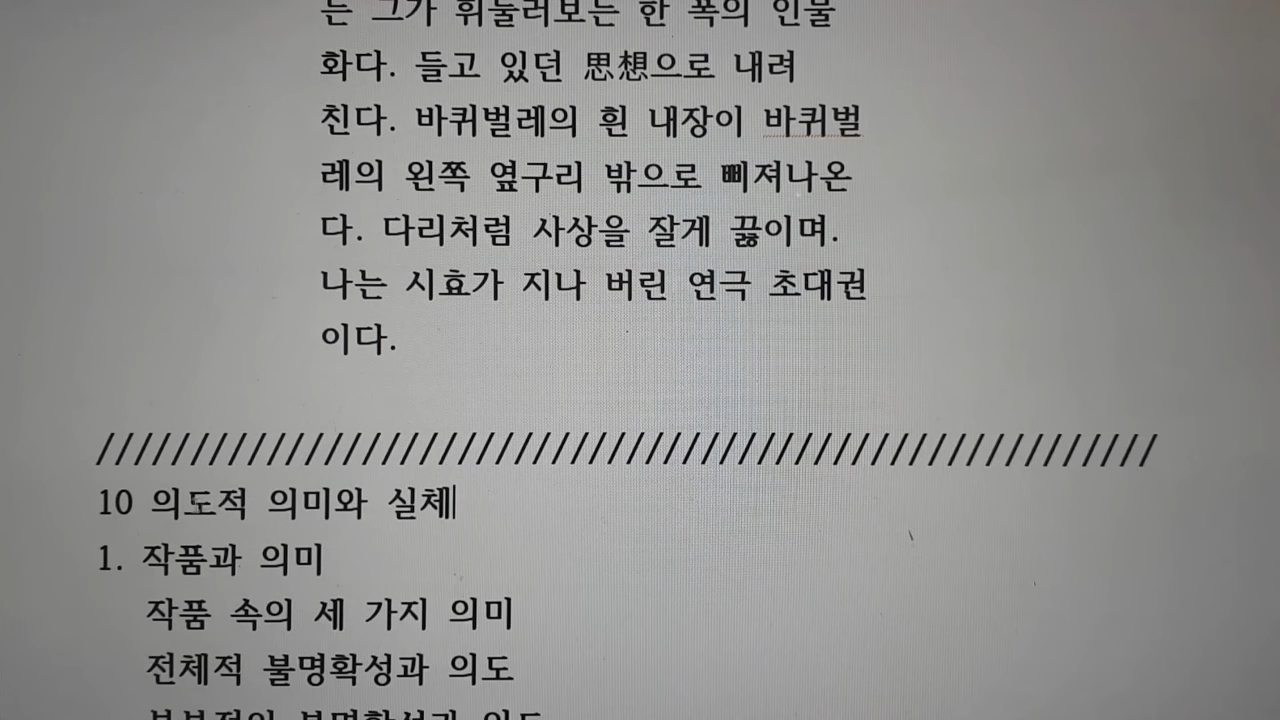 는 그가 휘둘러보는 한 폭의 인물
화다. 들고 있던 思想으로 내려
친다. 바퀴벌레의 흰 내장이 바퀴벌
레의 왼쪽 옆구리 밖으로 삐져나온
다. 다리처럼 사상을 잘게 끓이며.
나는 시효가 지나 버린 연극 초대권
이다.
////////////////////////////////////////////////////////
10 의도적 의미와 실체
1. 작품과 의미
작품 속의 세 가지 의미
전체적 불명확성과 의도